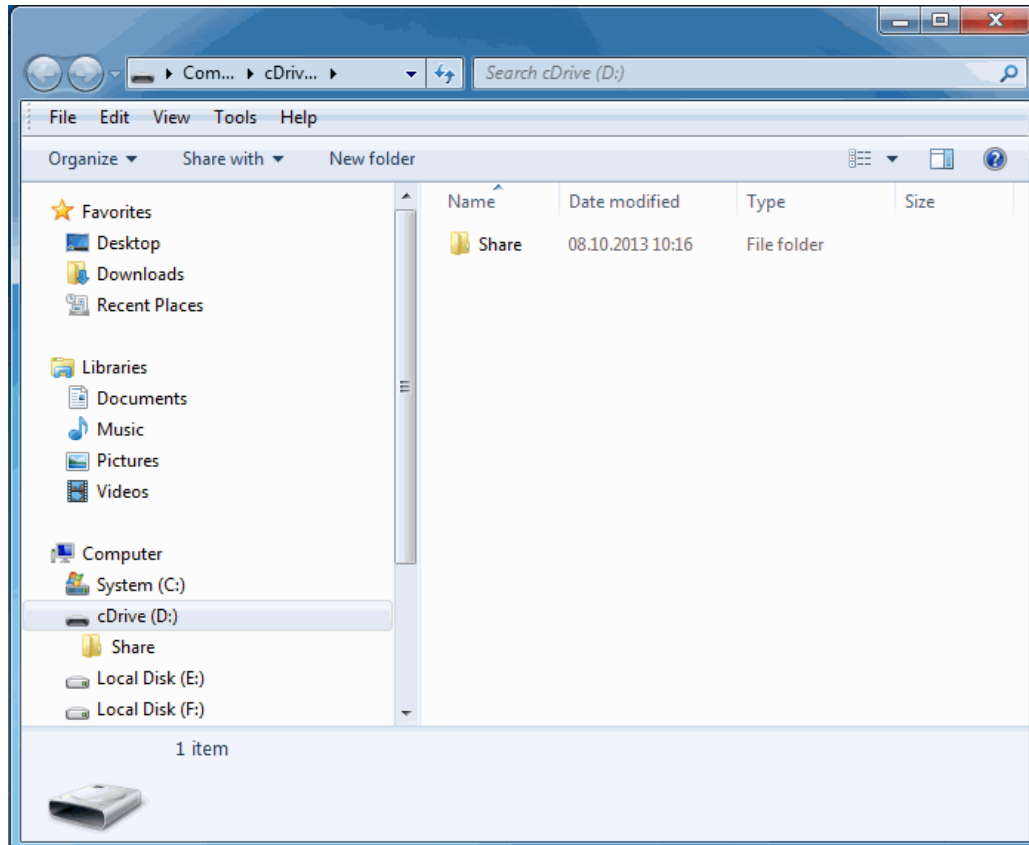 Com... cDriv... Search cDrive (D:)
File Edit View Tools Help
Organize Share with New folder
Favorites
Desktop
Downloads
Recent Places
Libraries
Documents
Music
Pictures
Videos
Computer
System (C:)
cDrive (D:)
Share
Local Disk (E:)
Local Disk (F:)
Name Date modified Type Size
Share 08.10.2013 10:16 File folder
1 item